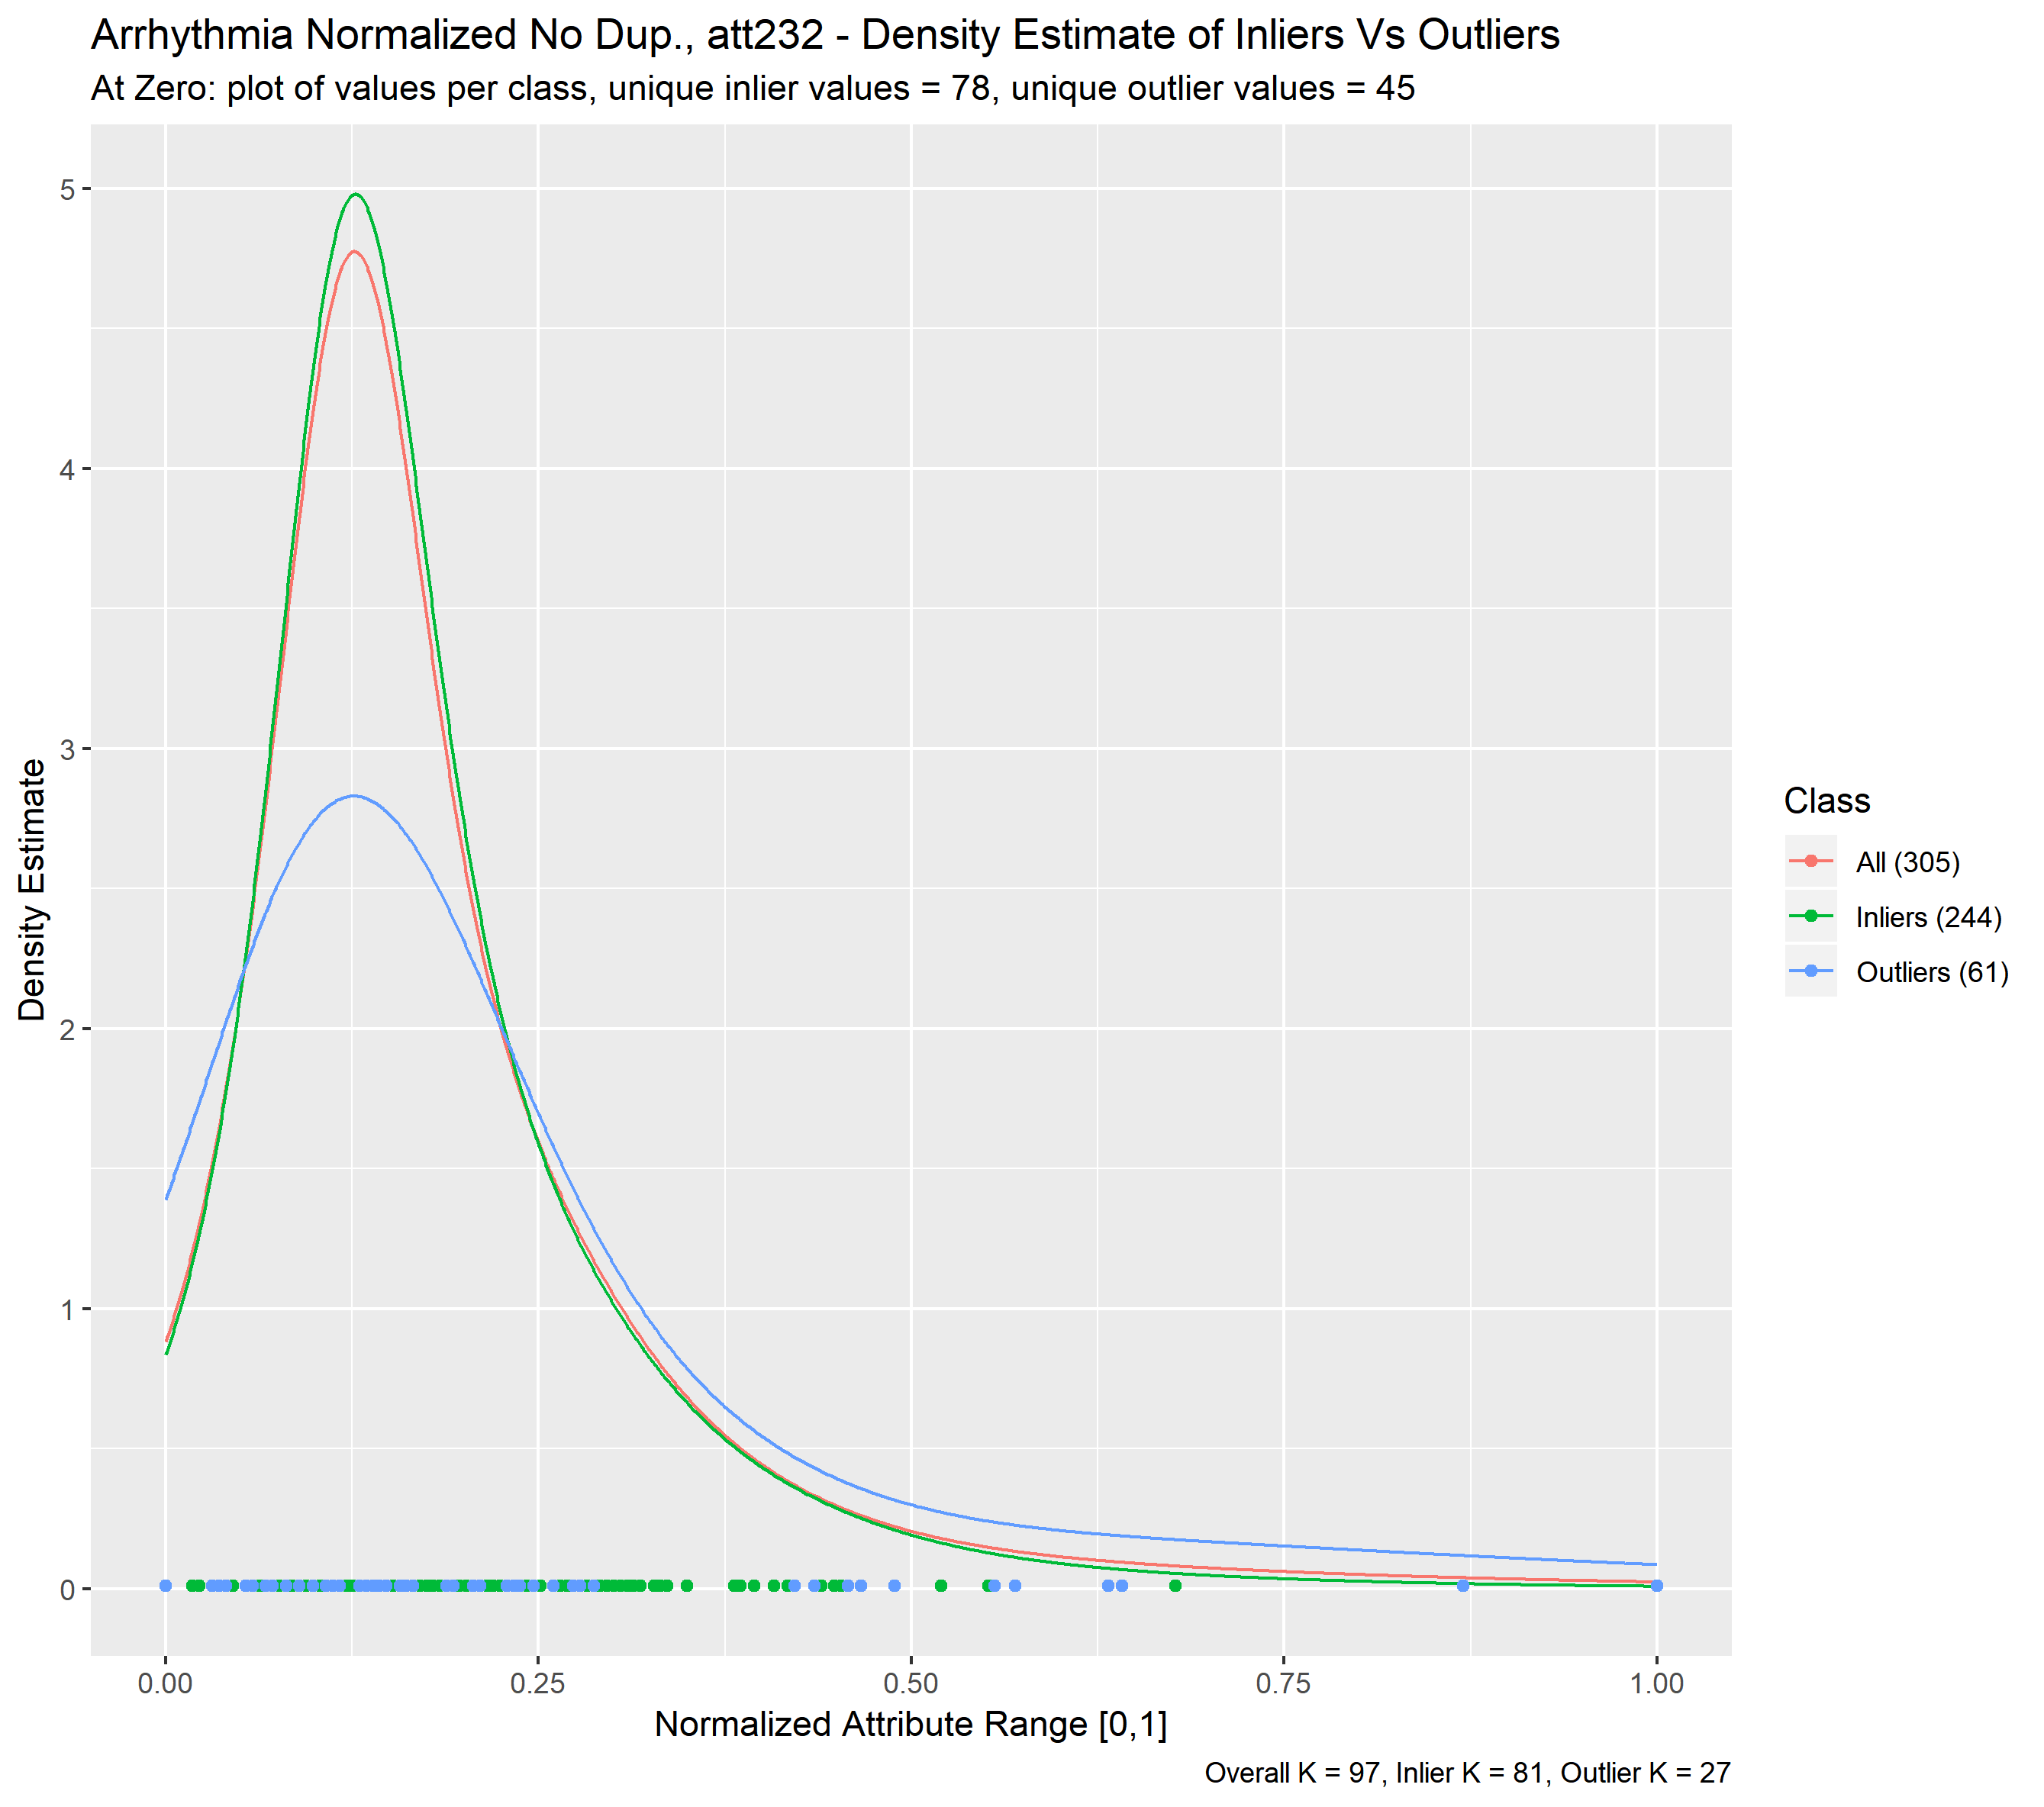 Arrhythmia Normalized No Dup., att232 - Density Estimate of Inliers Vs Outliers
At Zero: plot of values per class, unique inlier values = 78, unique outlier values = 45
5
4
3
2
1
0
Density Estimate
0.00
0.25
0.50
0.75
1.00
Normalized Attribute Range [0,1]
Class
All (305)
Inliers (244)
Outliers (61)
Overall K = 97, Inlier K = 81, Outlier K = 27